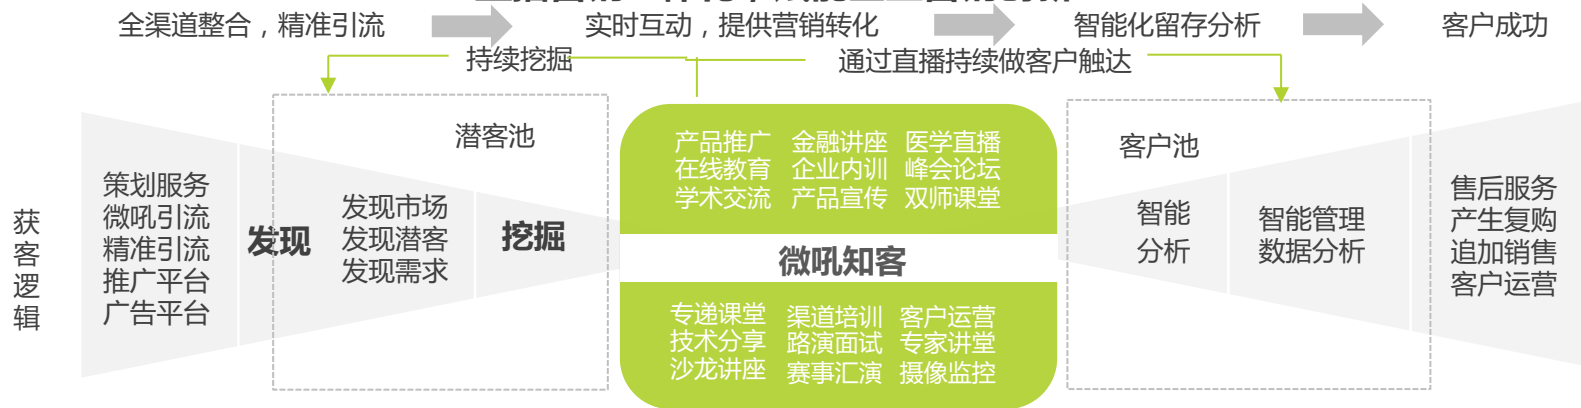 全渠道整合，精准引流
实时互动，提供营销转化
智能化留存分析
客户成功
持续挖掘
通过直播持续做客户触达
获客逻辑
策划服务
微吼引流
精准引流
推广平台
广告平台
发现
潜客池
发现市场
发现潜客
发现需求
挖掘
产品推广 金融讲座 医学直播
在线教育 企业内训 峰会论坛
学术交流 产品宣传 双师课堂
微吼知客
专递课堂 渠道培训 客户运营
技术分享 路演面试 专家讲堂
沙龙讲座 赛事汇演 摄像监控
客户池
智能
分析
智能管理
数据分析
售后服务
产生复购
追加销售
客户运营